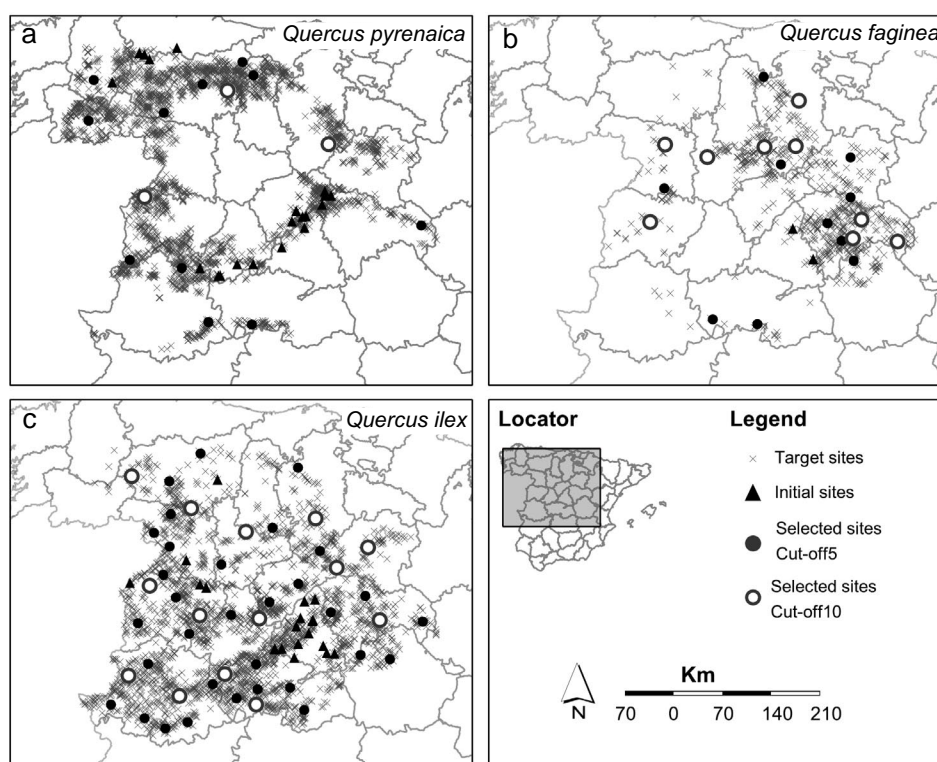 a
Quercus pyrenaica
b
Quercus faginea
c
Quercus ilex
Locator
Legend
Target sites
Initial sites
Selected sites
Cut-off5
Selected sites
Cut-off10
N
Km
70 0 70 140 210